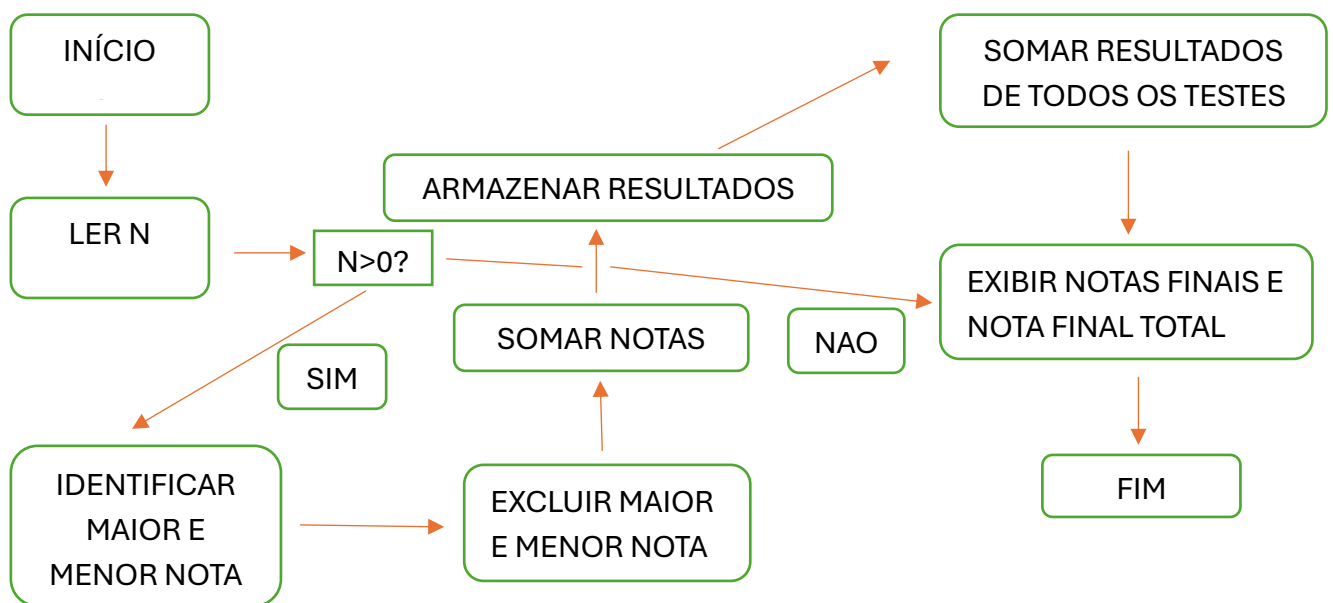 INÍCIO
LER N
N>0?
SIM
IDENTIFICAR
MAIOR E
MENOR NOTA
EXCLUIR MAIOR
E MENOR NOTA
SOMAR NOTAS
ARMAZENAR RESULTADOS
SOMAR RESULTADOS
DE TODOS OS TESTES
NAO
EXIBIR NOTAS FINAIS E
NOTA FINAL TOTAL
FIM